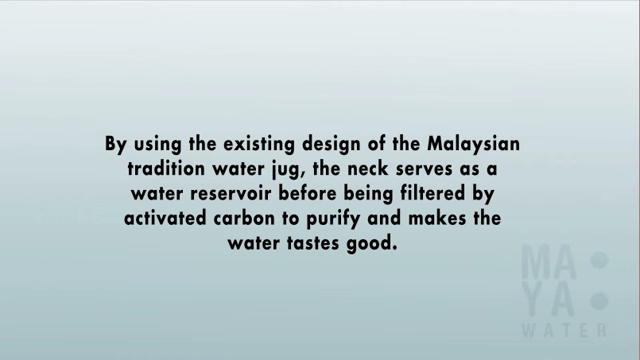 By using the existing design of the Malaysian
tradition water jug, the neck serves as a
water reservoir before being filtered by
activated carbon to purify and makes the
water tastes good.
MA
YA
WATER